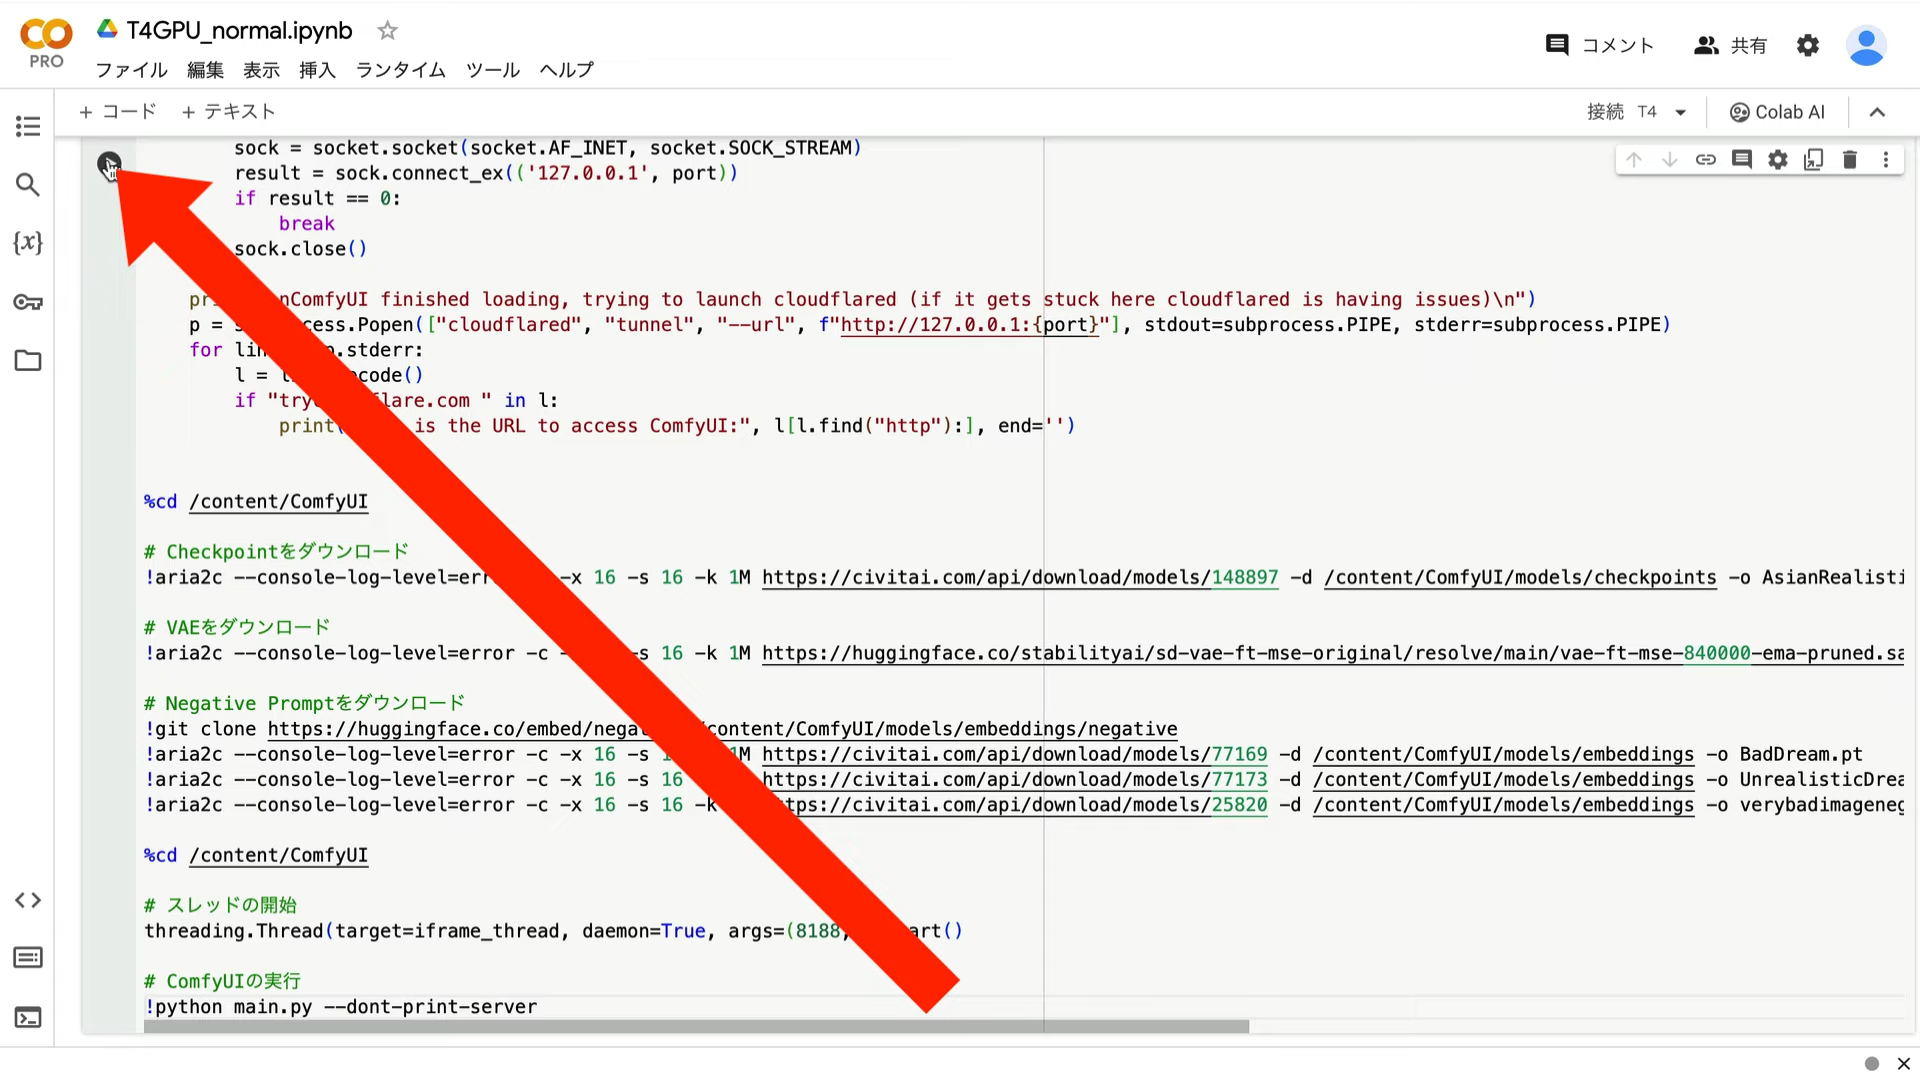 T4GPU_normal.ipynb
PRO
ファイル 編集 表示 挿入 ランタイム ツール ヘルプ
コメント 共有
+ コード + テキスト
接続 T4 Colab AI
sock = socket.socket(socket.AF_INET, socket.SOCK_STREAM)
result = sock.connect_ex(('127.0.0.1', port))
if result == 0:
break
sock.close()
pr nComfyUI finished loading, trying to launch cloudflared (if it gets stuck here cloudflared is having issues)\n")
p = s cess.Popen(["cloudflared", "tunnel", "--url", f"http://127.0.0.1:{port}"], stdout=subprocess.PIPE, stderr=subprocess.PIPE)
for lin .stderr:
l = l code()
if "try flare.com " in l:
print( is the URL to access ComfyUI:", l[l.find("http"):], end='')
%cd /content/ComfyUI
# Checkpointをダウンロード
!aria2c --console-log-level=er -x 16 -s 16 -k 1M https://civitai.com/api/download/models/148897 -d /content/ComfyUI/models/checkpoints -o AsianRealisti
# VAEをダウンロード
!aria2c --console-log-level=error -c - s 16 -k 1M https://huggingface.co/stabilityai/sd-vae-ft-mse-original/resolve/main/vae-ft-mse-840000-ema-pruned.sa
# Negative Promptをダウンロード
!git clone https://huggingface.co/embed/nega content/ComfyUI/models/embeddings/negative
!aria2c --console-log-level=error -c -x 16 -s 1 M https://civitai.com/api/download/models/77169 -d /content/ComfyUI/models/embeddings -o BadDream.pt
!aria2c --console-log-level=error -c -x 16 -s 16 https://civitai.com/api/download/models/77173 -d /content/ComfyUI/models/embeddings -o UnrealisticDrea
!aria2c --console-log-level=error -c -x 16 -s 16 -k tps://civitai.com/api/download/models/25820 -d /content/ComfyUI/models/embeddings -o verybadimageneg
%cd /content/ComfyUI
# スレッドの開始
threading.Thread(target=iframe_thread, daemon=True, args=(8188, art()
# ComfyUIの実行
!python main.py --dont-print-server